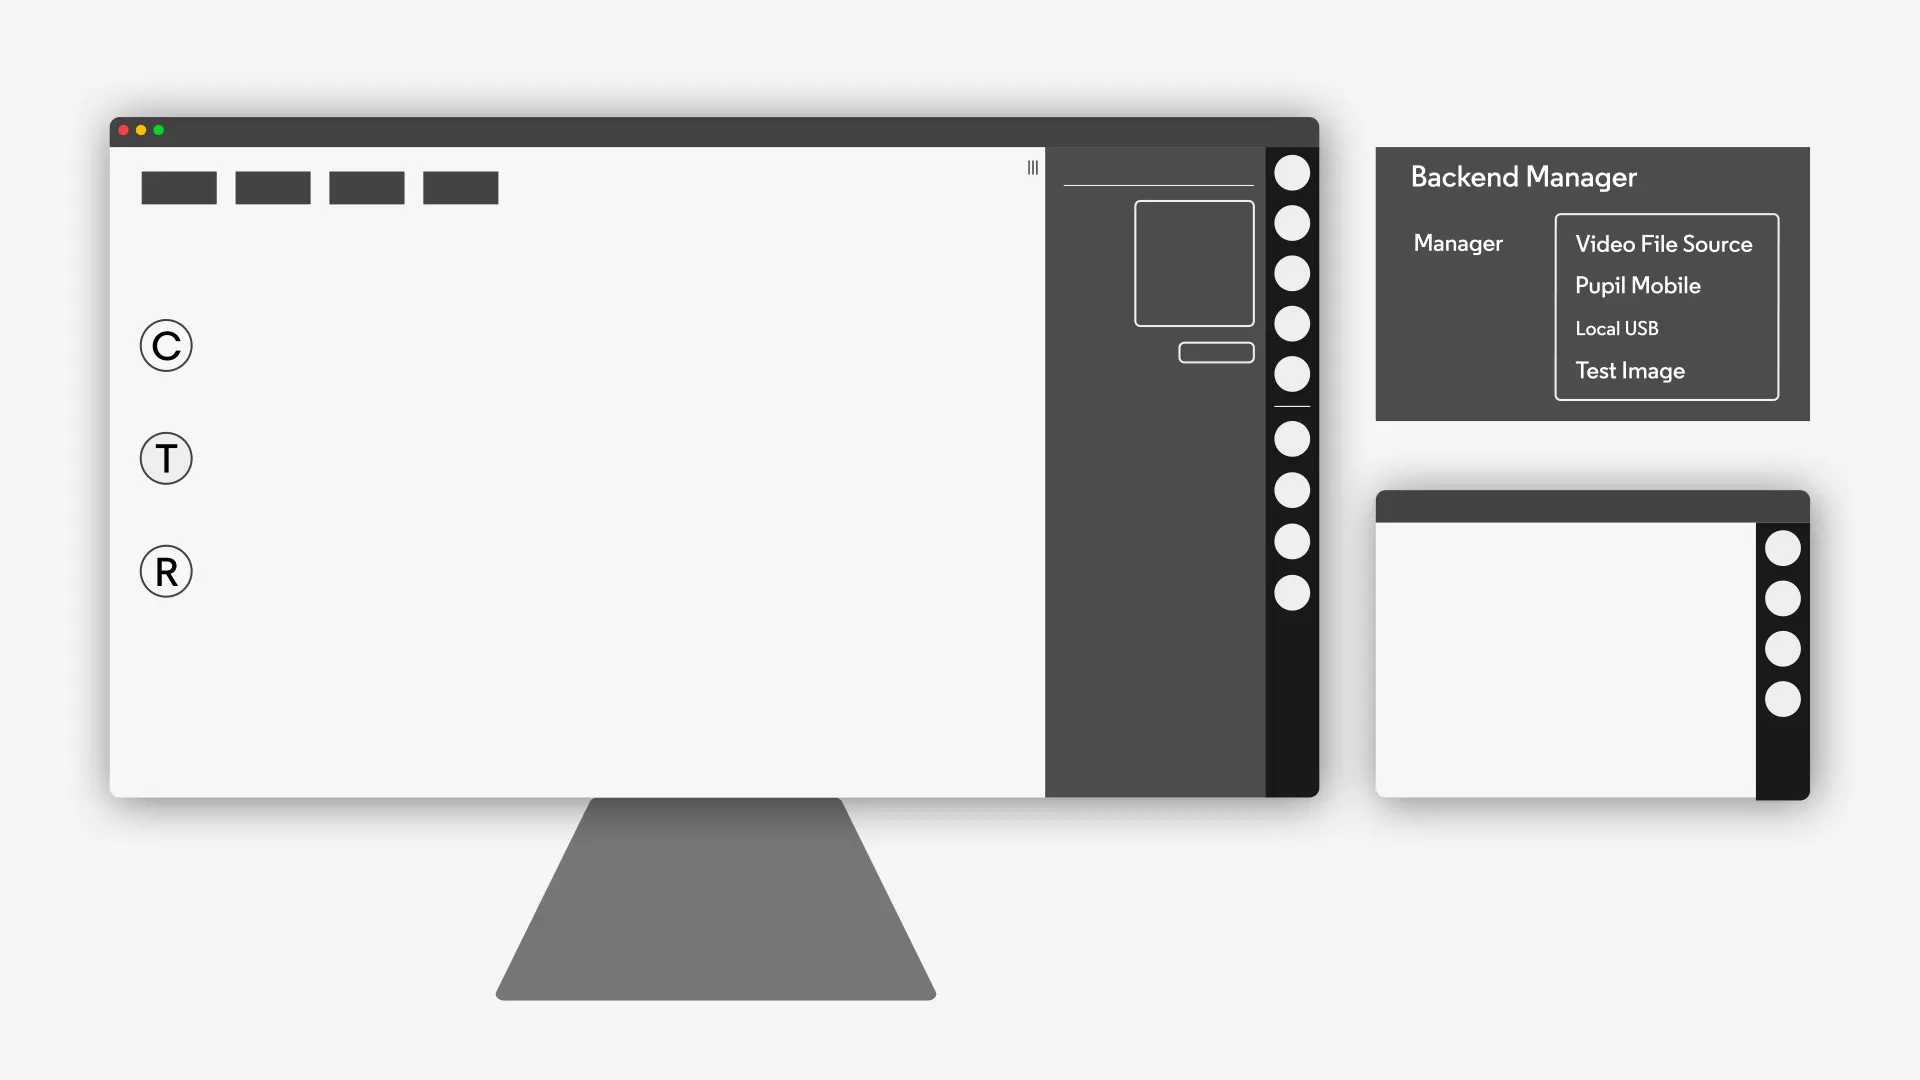 C
T
R
Backend Manager
Manager
Video File Source
Pupil Mobile
Local USB
Test Image